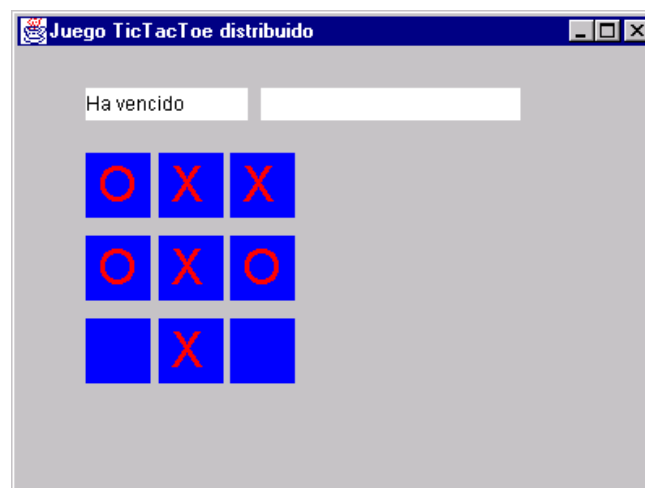 Juego TicTacToe distribuido
Ha vencido
O X X
O X O
X